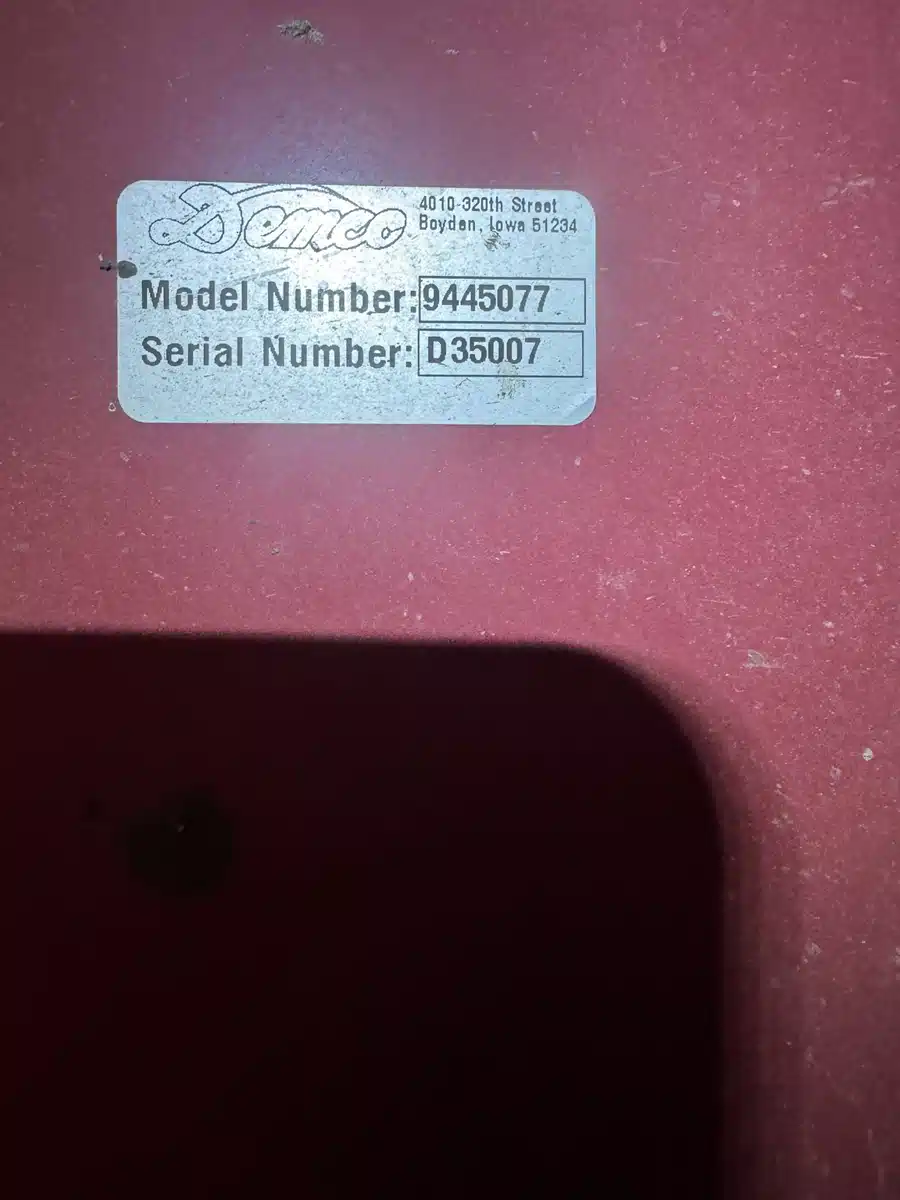 Demco
4010-320th Street
Boyden, Iowa 51234
Model Number: 9445077
Serial Number: D35007